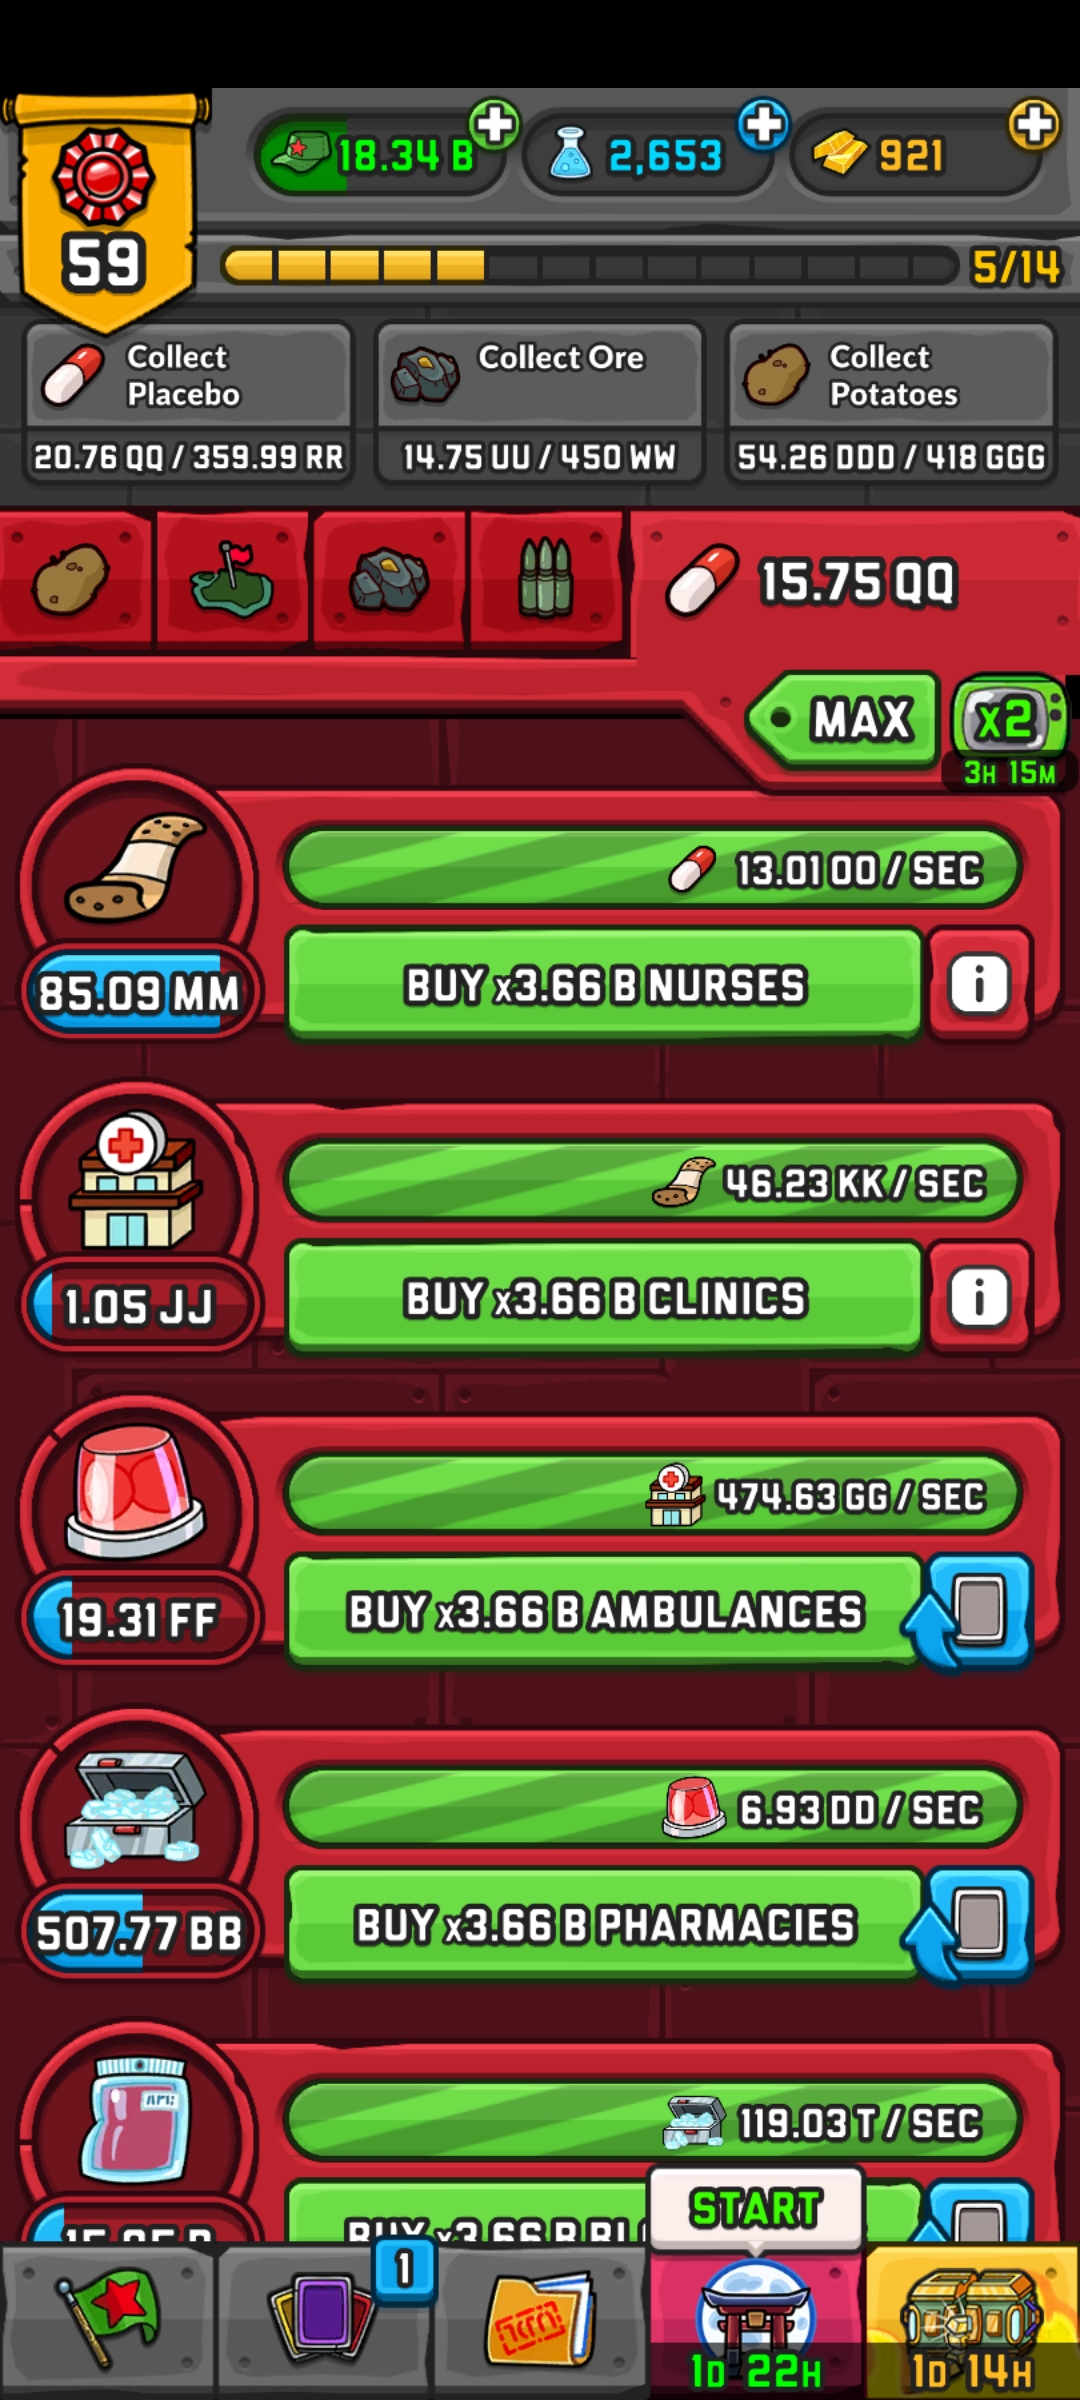 18.34 B
2,653
921
59
5/14
Collect
Placebo
20.76 QQ / 359.99 RR
Collect Ore
14.75 UU / 450 WW
Collect
Potatoes
54.26 DDD / 418 GGG
15.75 QQ
MAX
x2
3H 15M
13.01 OO / SEC
85.09 MM
BUY x3.66 B NURSES
i
46.23 KK / SEC
1.05 JJ
BUY x3.66 B CLINICS
i
474.63 GG / SEC
19.31 FF
BUY x3.66 B AMBULANCES
6.93 DD / SEC
507.77 BB
BUY x3.66 B PHARMACIES
119.03 T / SEC
BUY x3.66 B
START
1
1D 22H
1D 14H